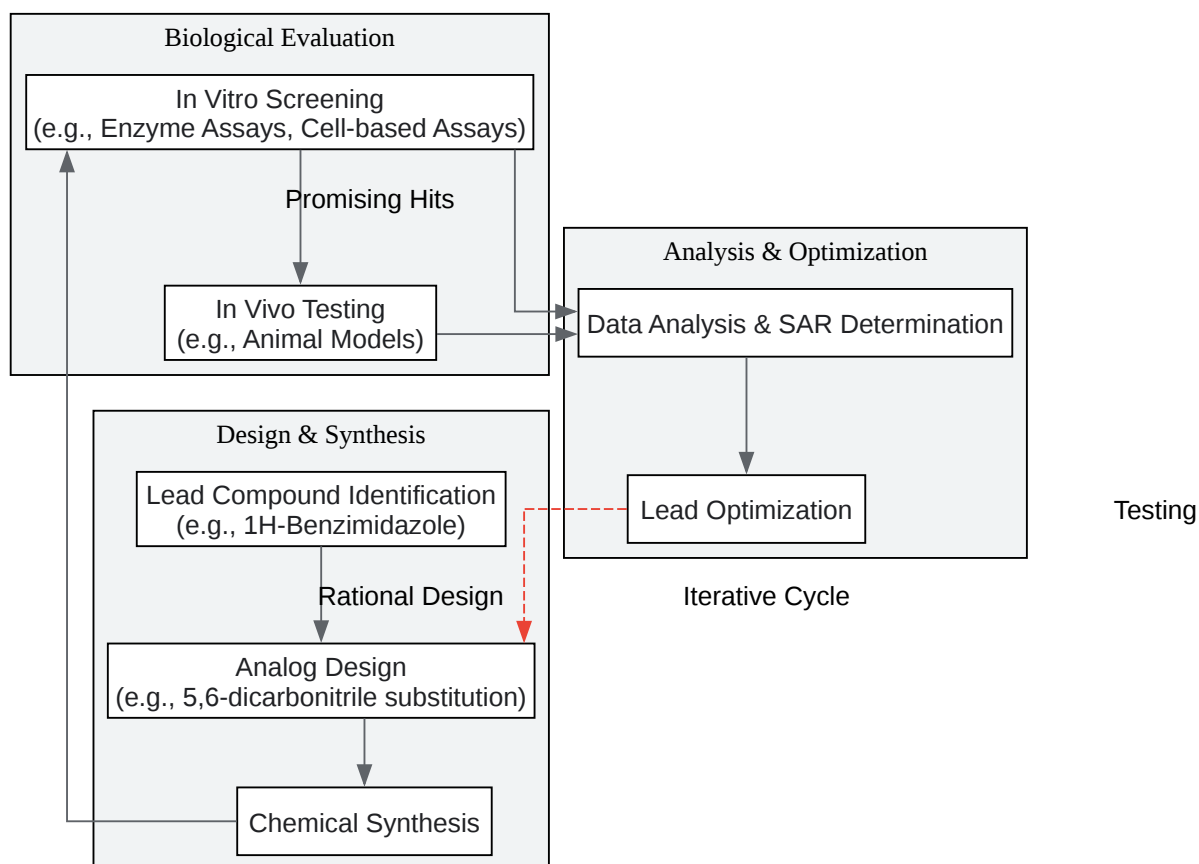 Biological Evaluation
In Vitro Screening
(e.g., Enzyme Assays, Cell-based Assays)
Promising Hits
In Vivo Testing
(e.g., Animal Models)
Analysis & Optimization
Data Analysis & SAR Determination
Lead Optimization
Testing
Iterative Cycle
Design & Synthesis
Lead Compound Identification
(e.g., 1H-Benzimidazole)
Rational Design
Analog Design
(e.g., 5,6-dicarbonitrile substitution)
Chemical Synthesis